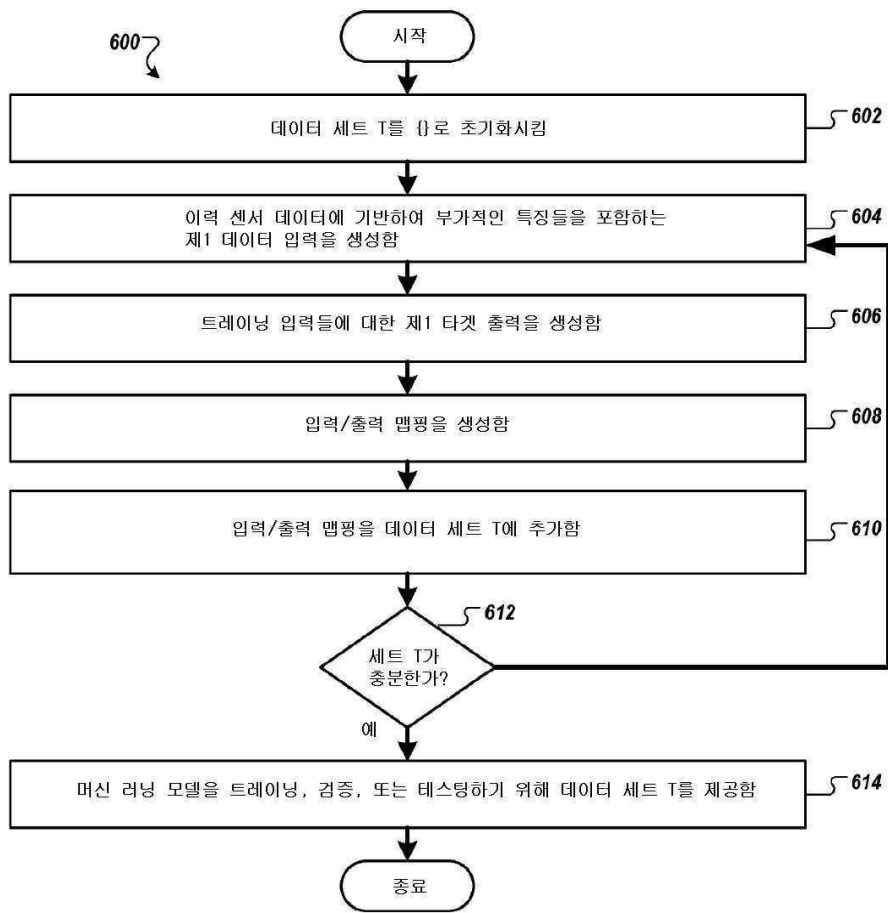 시작
600
데이터 세트 T를 {}로 초기화시킴
602
이력 센서 데이터에 기반하여 부가적인 특징들을 포함하는
제1 데이터 입력을 생성함
604
트레이닝 입력들에 대한 제1 타겟 출력을 생성함
606
입력/출력 맵핑을 생성함
608
입력/출력 맵핑을 데이터 세트 T에 추가함
610
612
세트 T가
충분한가?
예
머신 러닝 모델을 트레이닝, 검증, 또는 테스팅하기 위해 데이터 세트 T를 제공함
614
종료